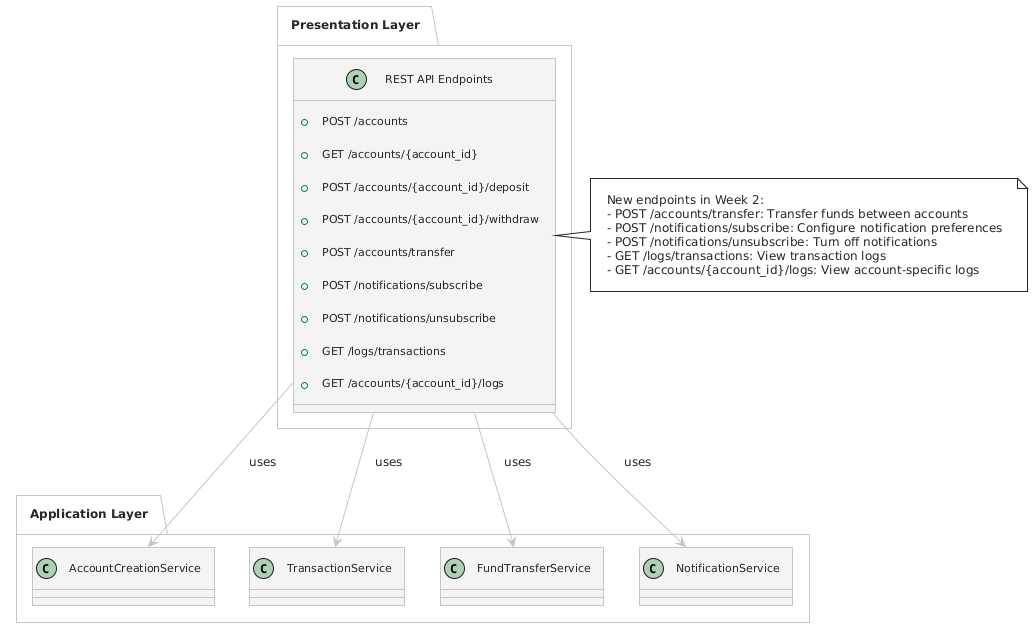 Presentation Layer
C REST API Endpoints
POST /accounts
GET /accounts/{account_id}
POST /accounts/{account_id}/deposit
POST /accounts/{account_id}/withdraw
POST /accounts/transfer
POST /notifications/subscribe
POST /notifications/unsubscribe
GET /logs/transactions
GET /accounts/{account_id}/logs
New endpoints in Week 2:
- POST /accounts/transfer: Transfer funds between accounts
- POST /notifications/subscribe: Configure notification preferences
- POST /notifications/unsubscribe: Turn off notifications
- GET /logs/transactions: View transaction logs
- GET /accounts/{account_id}/logs: View account-specific logs
uses
uses
uses
uses
Application Layer
C AccountCreationService
C TransactionService
C FundTransferService
C NotificationService